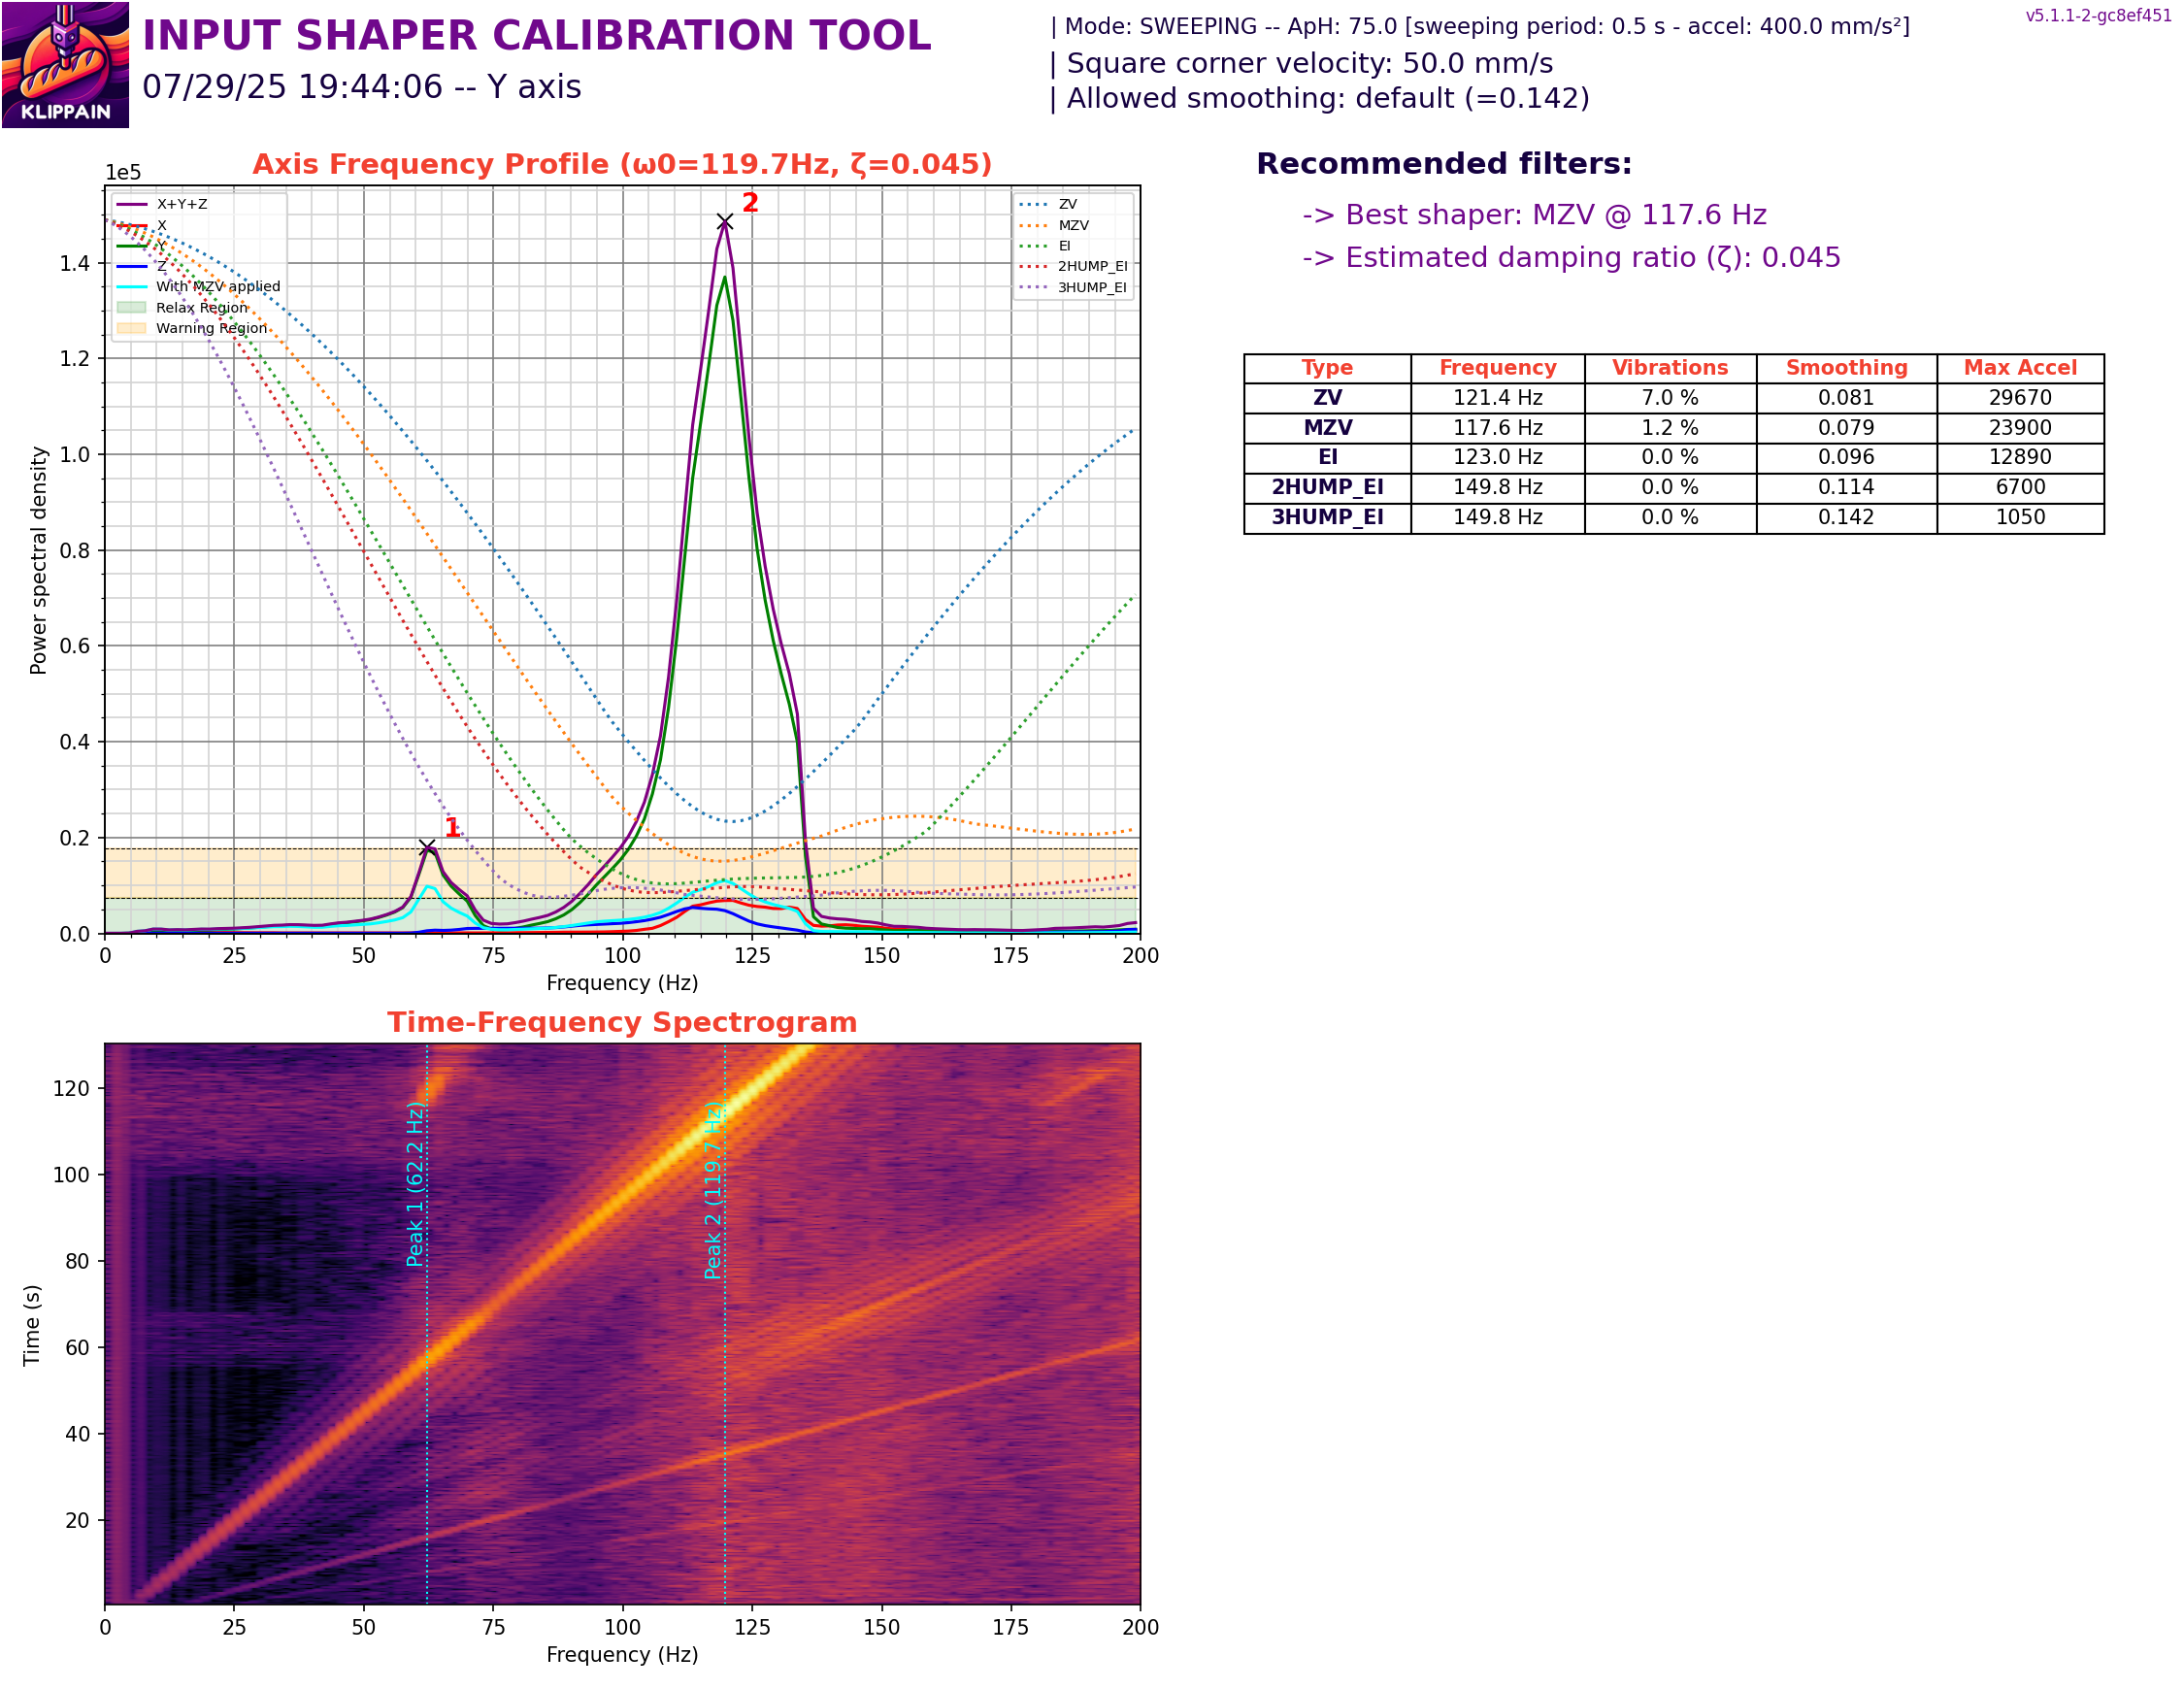 KLIPPAIN
INPUT SHAPER CALIBRATION TOOL
07/29/25 19:44:06 -- Y axis
| Mode: SWEEPING -- ApH: 75.0 [sweeping period: 0.5 s - accel: 400.0 mm/s²]
| Square corner velocity: 50.0 mm/s
| Allowed smoothing: default (=0.142)
v5.1.1-2-gc8ef451
Axis Frequency Profile (ω0=119.7Hz, ζ=0.045)
1e5
X+Y+Z
X
Y
Z
With MZV applied
Relax Region
Warning Region
ZV
MZV
EI
2HUMP_EI
3HUMP_EI
2
1
1.4
1.2
1.0
0.8
0.6
0.4
0.2
0.0
Power spectral density
0 25 50 75 100 125 150 175 200
Frequency (Hz)
Recommended filters:
-> Best shaper: MZV @ 117.6 Hz
-> Estimated damping ratio (ζ): 0.045
Type Frequency Vibrations Smoothing Max Accel
ZV 121.4 Hz 7.0 % 0.081 29670
MZV 117.6 Hz 1.2 % 0.079 23900
EI 123.0 Hz 0.0 % 0.096 12890
2HUMP_EI 149.8 Hz 0.0 % 0.114 6700
3HUMP_EI 149.8 Hz 0.0 % 0.142 1050
Time-Frequency Spectrogram
Peak 1 (62.2 Hz)
Peak 2 (119.7 Hz)
120
100
80
60
40
20
Time (s)
0 25 50 75 100 125 150 175 200
Frequency (Hz)